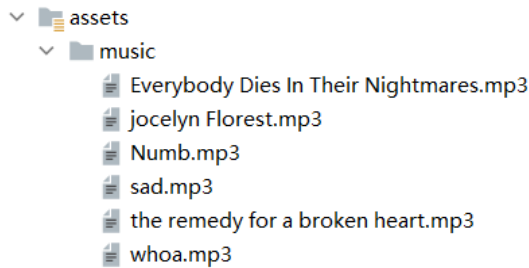 assets
music
Everybody Dies In Their Nightmares.mp3
jocelyn Florest.mp3
Numb.mp3
sad.mp3
the remedy for a broken heart.mp3
whoa.mp3